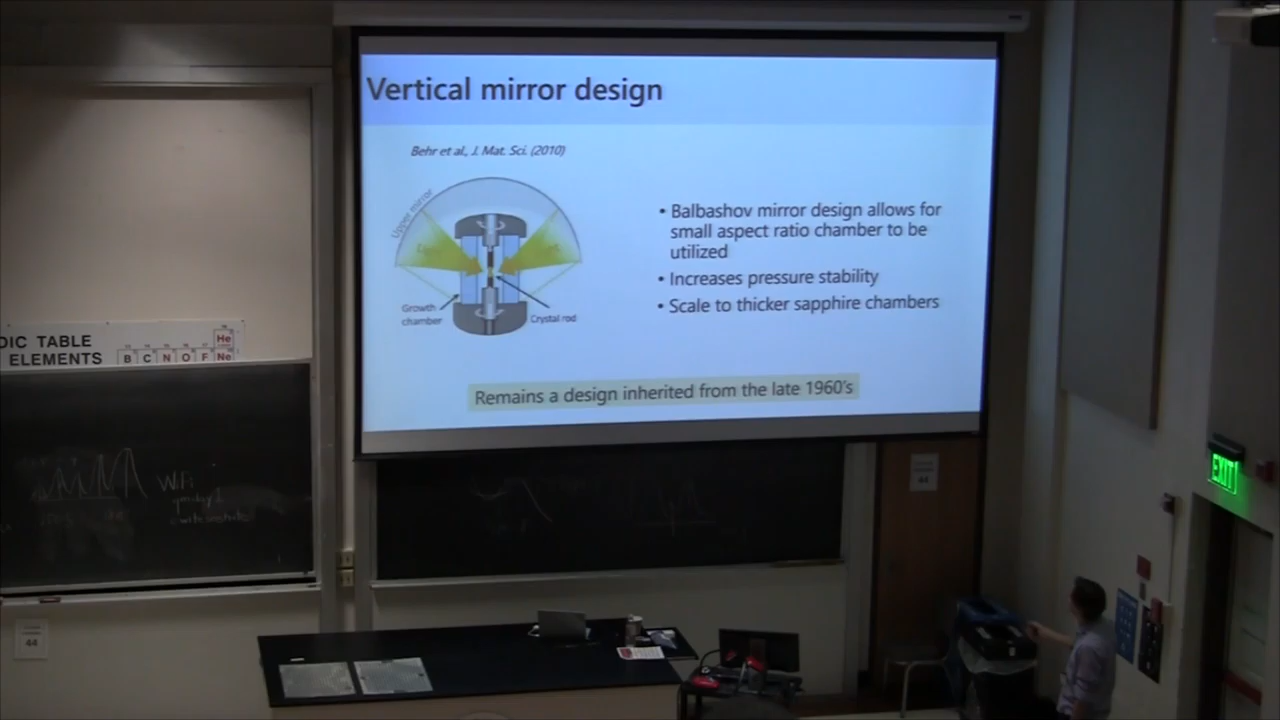 Vertical mirror design
Behr et al., J. Mat. Sci. (2010)
Upper mirror
Growth
chamber
Crystal rod
• Balbashov mirror design allows for
small aspect ratio chamber to be
utilized
• Increases pressure stability
• Scale to thicker sapphire chambers
Remains a design inherited from the late 1960's
DIC TABLE
ELEMENTS
He
B C N O F Ne
44
44
EXIT